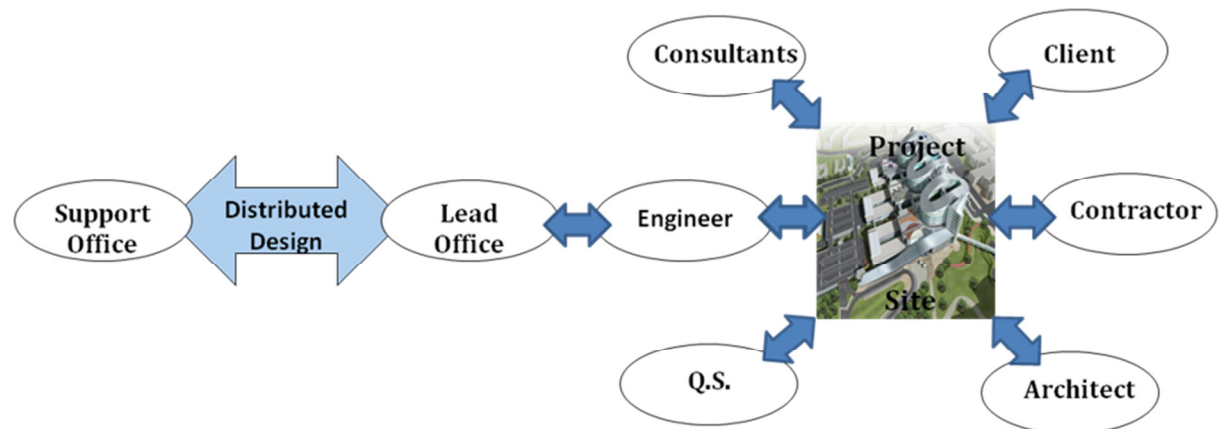 Consultants
Client
Project
Support
Office
Distributed
Design
Lead
Office
Engineer
Contractor
Site
Q.S.
Architect